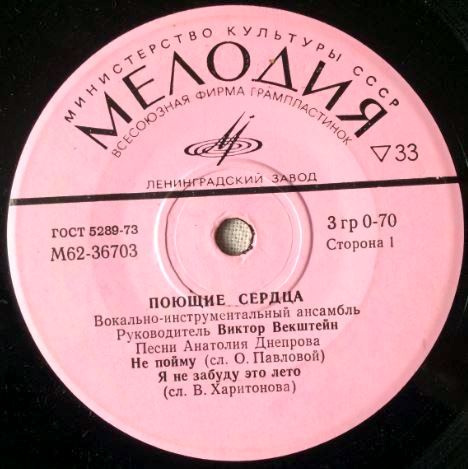 МИНИСТЕРСТВО КУЛЬТУРЫ СССР
МЕЛОДИЯ
ВСЕСОЮЗНАЯ ФИРМА ГРАМПЛАСТИНОК
▽33
ЛЕНИНГРАДСКИЙ ЗАВОД
ГОСТ 5289-73
М62-36703
3 гр 0-70
Сторона 1
ПОЮЩИЕ СЕРДЦА
Вокально-инструментальный ансамбль
Руководитель Виктор Векштейн
Песни Анатолия Днепрова
Не пойму (сл. О. Павловой)
Я не забуду это лето
(сл. В. Харитонова)